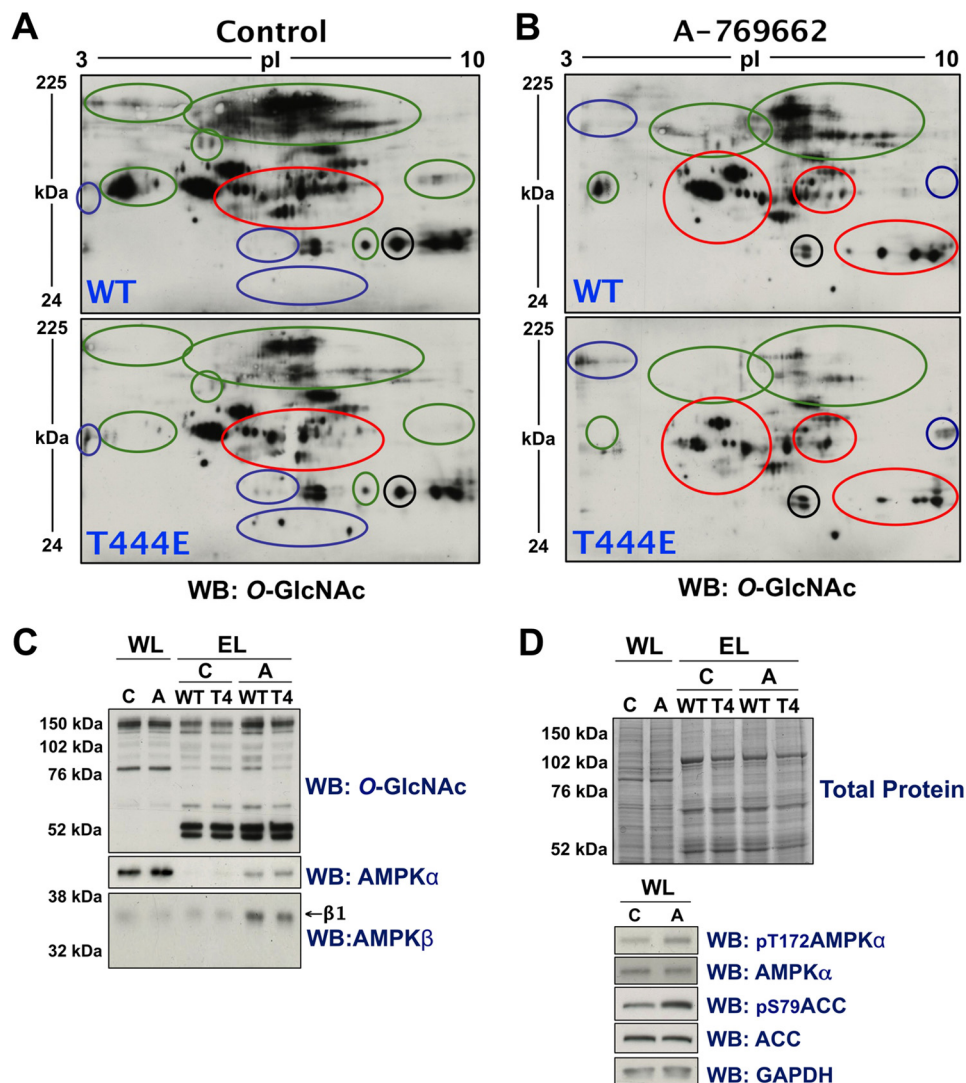 A
Control
3 pI 10
225
kDa
24
WT
225
kDa
24
T444E
WB: O-GlcNAc
B
A-769662
3 pI 10
225
kDa
24
WT
225
kDa
24
T444E
WB: O-GlcNAc
C
WL EL
C A
C A WT T4 WT T4
150 kDa
102 kDa
76 kDa
52 kDa
WB: O-GlcNAc
WB: AMPKα
38 kDa
32 kDa
←β1
WB:AMPKβ
D
WL EL
C A
C A WT T4 WT T4
150 kDa
102 kDa
76 kDa
52 kDa
Total Protein
WL
C A
WB: pT172AMPKα
WB: AMPKα
WB: pS79ACC
WB: ACC
WB: GAPDH